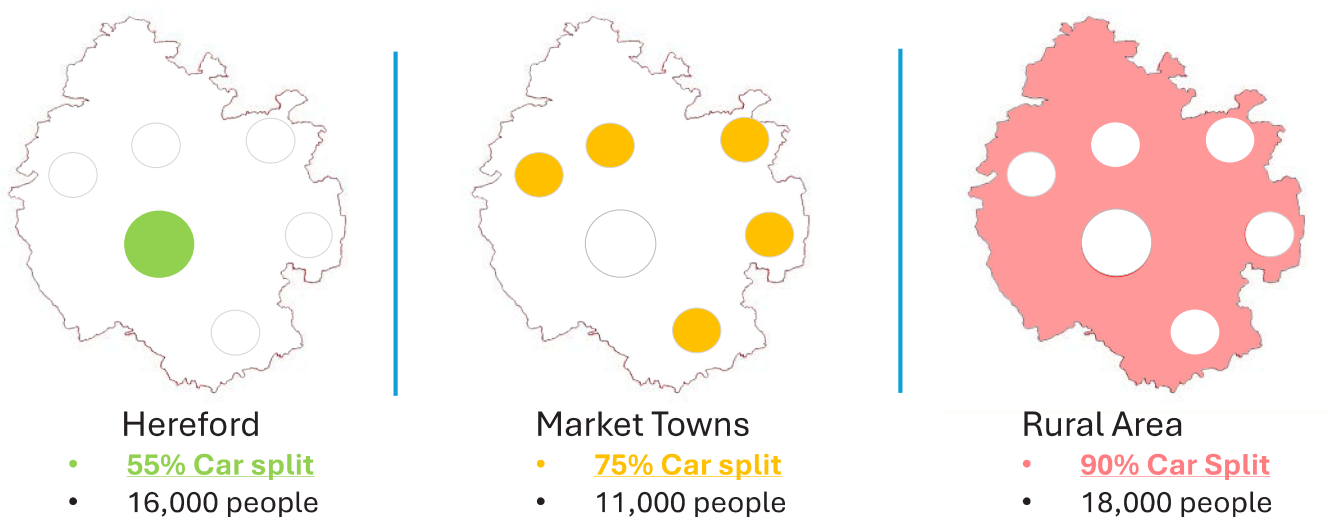 Hereford
• 55% Car split
• 16,000 people
Market Towns
• 75% Car split
• 11,000 people
Rural Area
• 90% Car Split
• 18,000 people